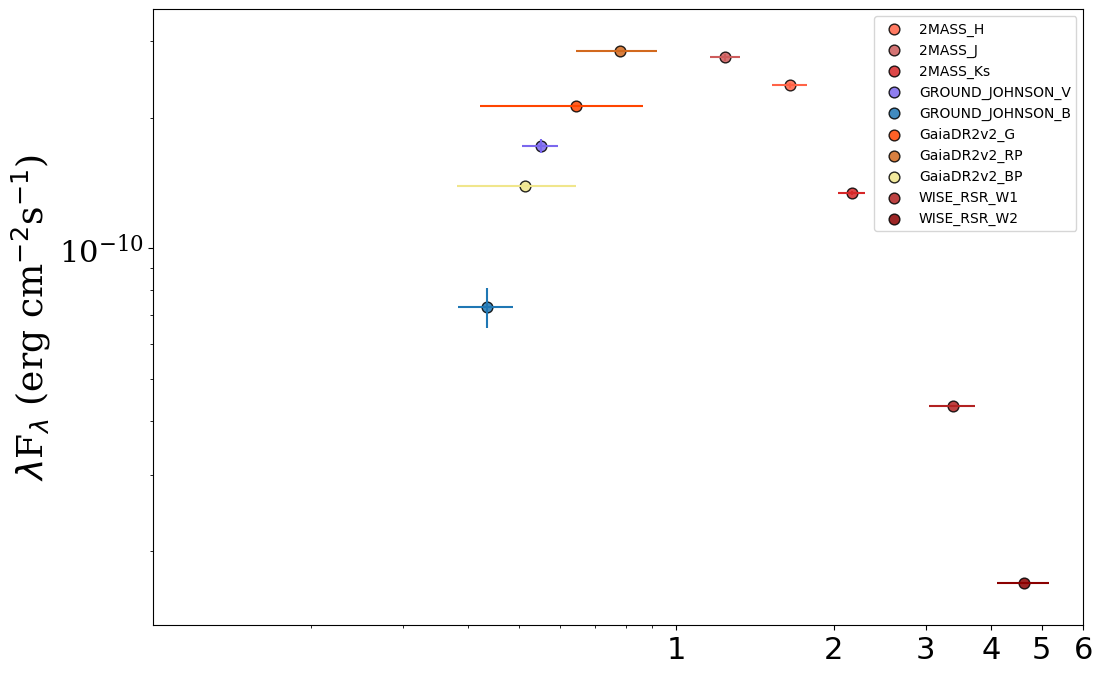 λF_λ (erg cm^−2 s^−1)
10^−10
2MASS_H
2MASS_J
2MASS_Ks
GROUND_JOHNSON_V
GROUND_JOHNSON_B
GaiaDR2v2_G
GaiaDR2v2_RP
GaiaDR2v2_BP
WISE_RSR_W1
WISE_RSR_W2
1 2 3 4 5 6